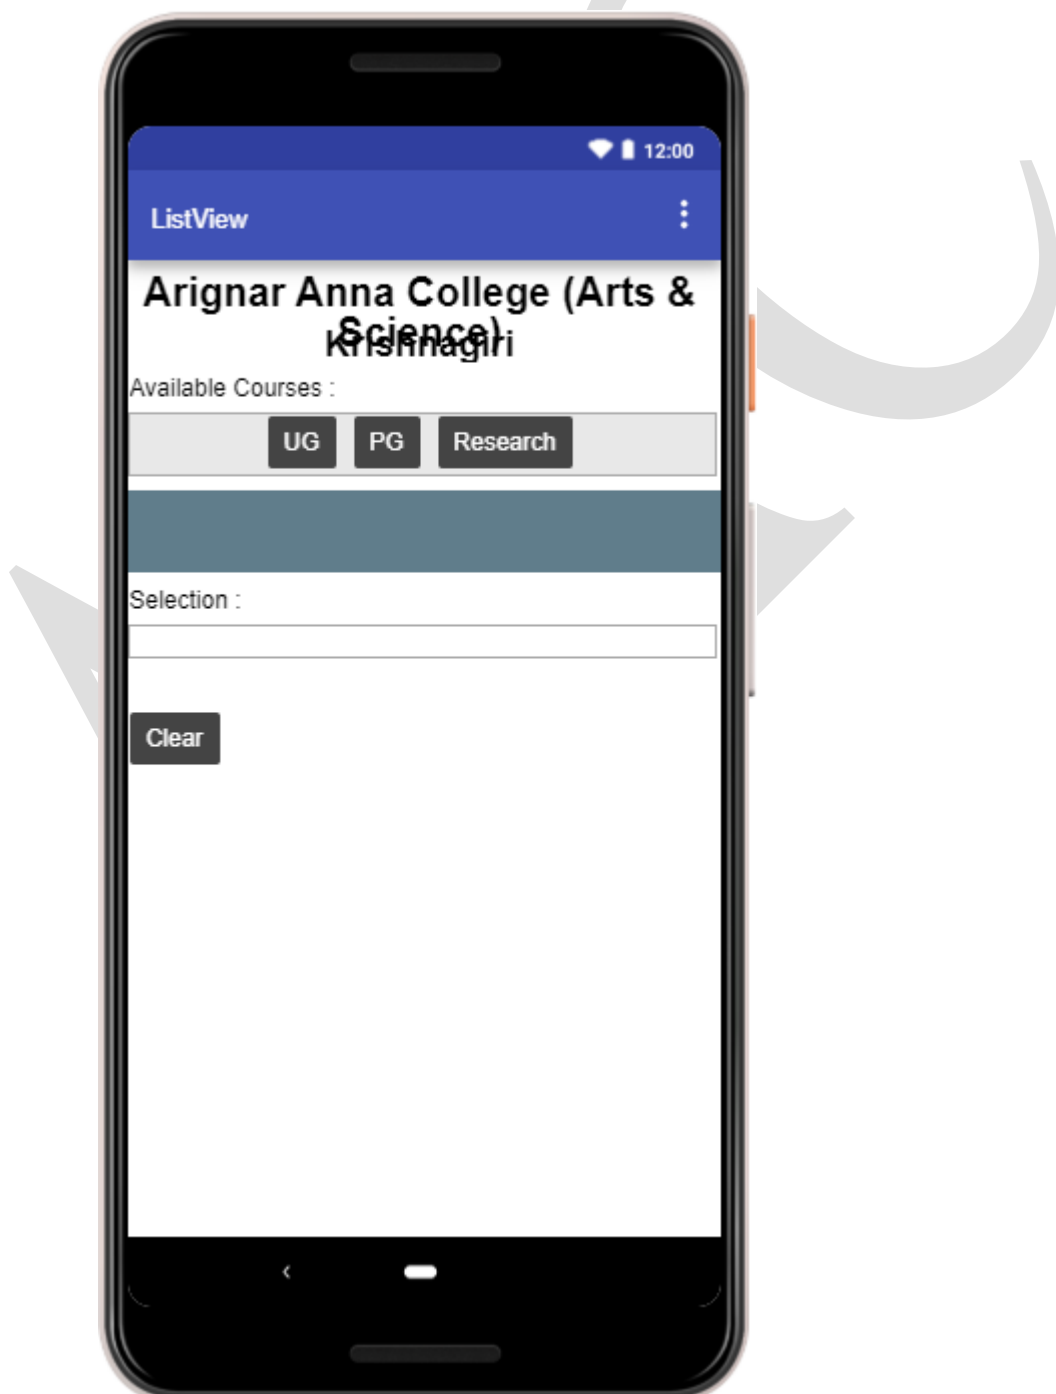 12:00
ListView
Arignar Anna College (Arts &
Science)
Krishnagiri
Available Courses :
UG PG Research
Selection :
Clear